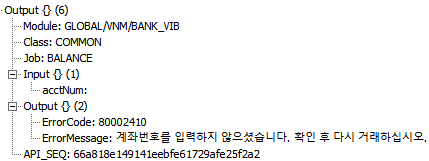 Output {} (6)
Module: GLOBAL/VNM/BANK_VIB
Class: COMMON
Job: BALANCE
Input {} (1)
acctNum:
Output {} (2)
ErrorCode: 80002410
ErrorMessage: 계좌번호를 입력하지 않으셨습니다. 확인 후 다시 거래하십시오.
API_SEQ: 66a818e149141eebfe61729afe25f2a2